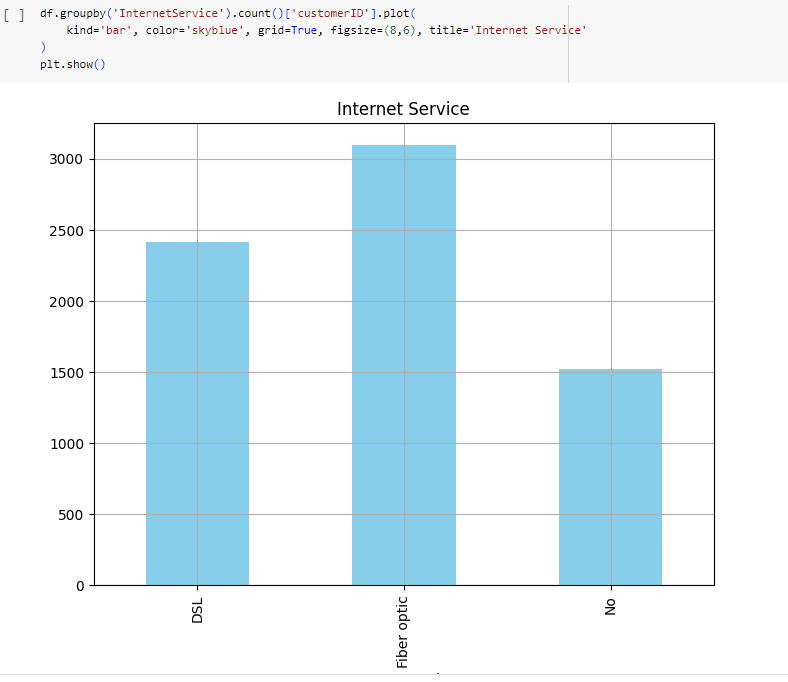 [ ] df.groupby('InternetService').count()['customerID'].plot(
kind='bar', color='skyblue', grid=True, figsize=(8,6), title='Internet Service'
)
plt.show()
Internet Service
3000
2500
2000
1500
1000
500
0
DSL
Fiber optic
No